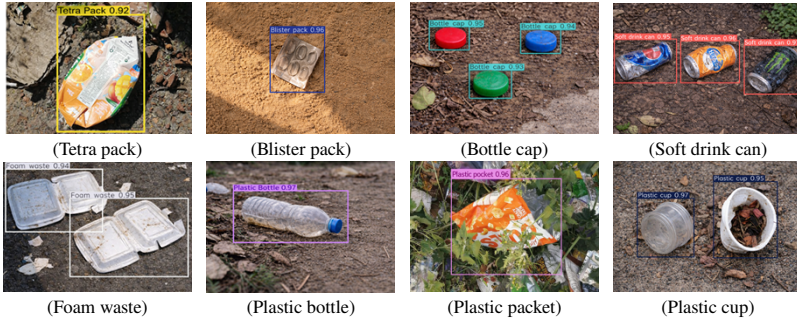 Tetra Pack 0.92
Blister pack 0.96
Bottle cap 0.95
Bottle cap 0.94
Bottle cap 0.93
Soft drink can 0.95
Soft drink can 0.96
Soft drink can 0.9
(Tetra pack)
(Blister pack)
(Bottle cap)
(Soft drink can)
Foam waste 0.94
Foam waste 0.95
Plastic Bottle 0.97
Plastic pocket 0.96
Plastic cup 0.97
Plastic cup 0.95
(Foam waste)
(Plastic bottle)
(Plastic packet)
(Plastic cup)